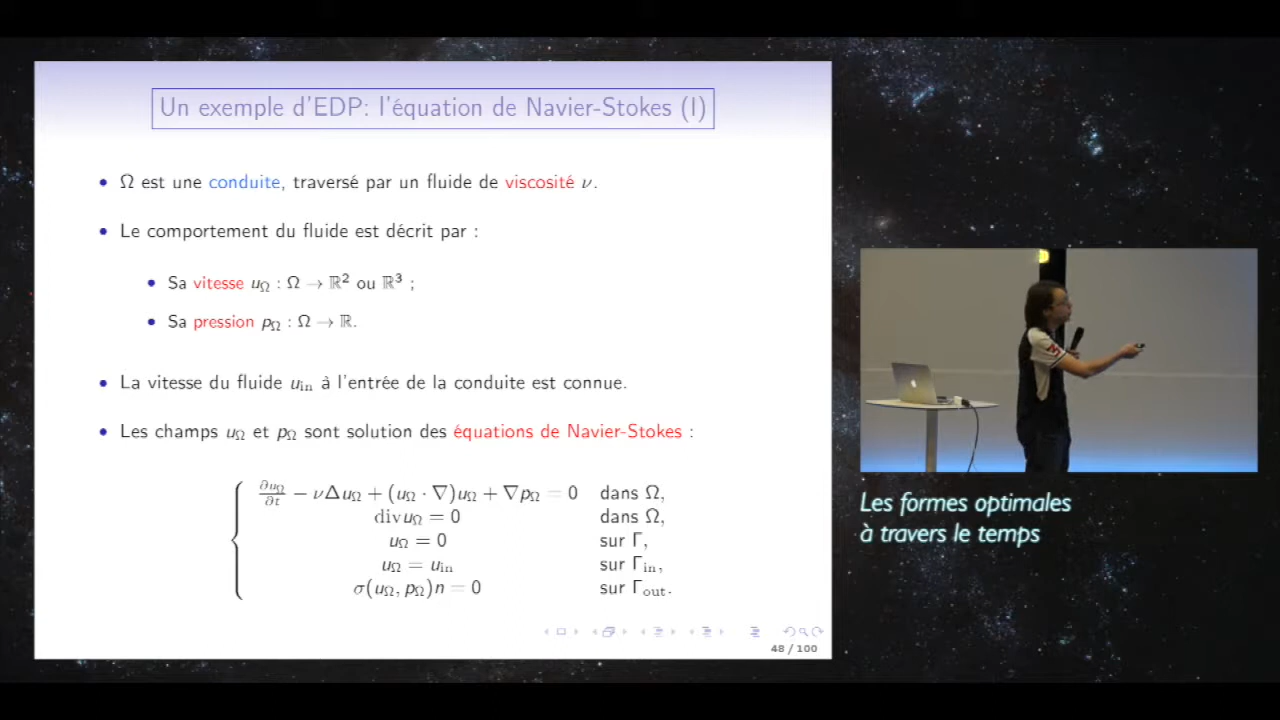 Un exemple d'EDP: l'équation de Navier-Stokes (I)
• Ω est une conduite, traversé par un fluide de viscosité ν.
• Le comportement du fluide est décrit par :
• Sa vitesse u_Ω : Ω → ℝ² ou ℝ³ ;
• Sa pression p_Ω : Ω → ℝ.
• La vitesse du fluide u_in à l'entrée de la conduite est connue.
• Les champs u_Ω et p_Ω sont solution des équations de Navier-Stokes :
∂u_Ω/∂t − νΔu_Ω + (u_Ω · ∇)u_Ω + ∇p_Ω = 0 dans Ω,
div u_Ω = 0 dans Ω,
u_Ω = 0 sur Γ,
u_Ω = u_in sur Γ_in,
σ(u_Ω, p_Ω)n = 0 sur Γ_out.
48 / 100
Les formes optimales
à travers le temps